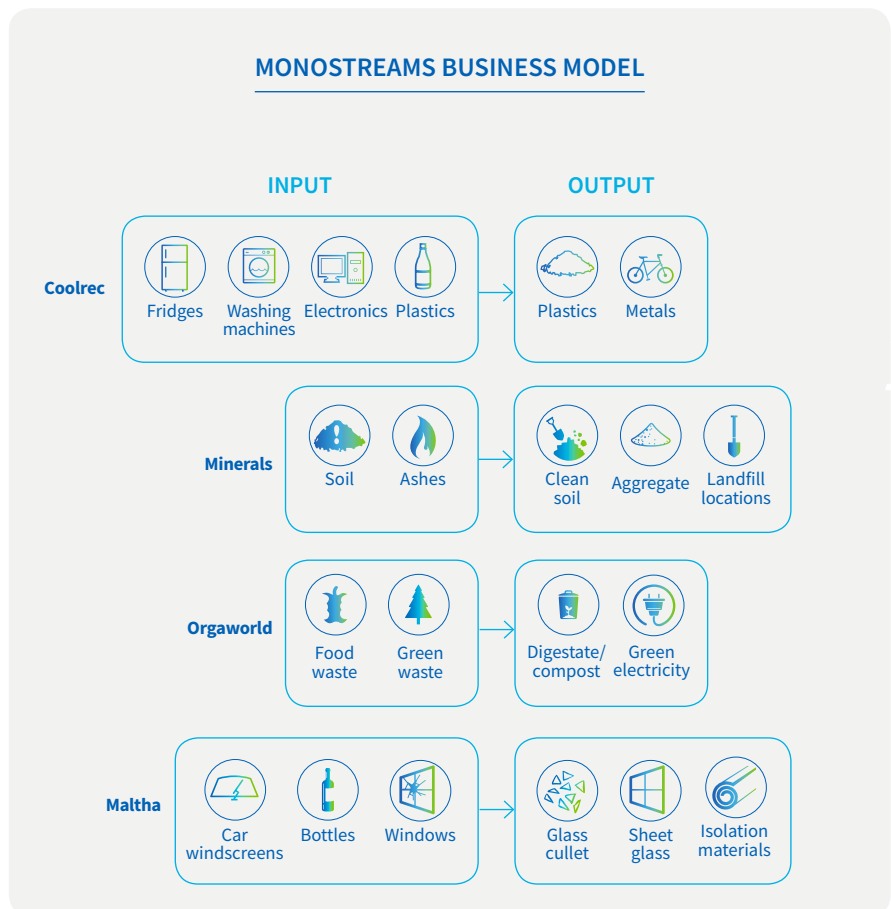 MONOSTREAMS BUSINESS MODEL
INPUT
OUTPUT
Coolrec
Fridges
Washing
machines
Electronics
Plastics
Plastics
Metals
Minerals
Soil
Ashes
Clean
soil
Aggregate
Landfill
locations
Orgaworld
Food
waste
Green
waste
Digestate/
compost
Green
electricity
Maltha
Car
windscreens
Bottles
Windows
Glass
cullet
Sheet
glass
Isolation
materials